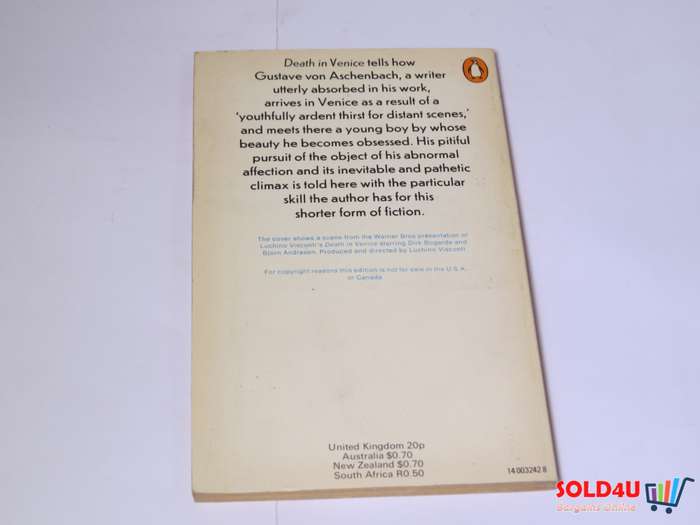 Death in Venice tells how
Gustave von Aschenbach, a writer
utterly absorbed in his work,
arrives in Venice as a result of a
'youthfully ardent thirst for distant scenes,'
and meets there a young boy by whose
beauty he becomes obsessed. His pitiful
pursuit of the object of his abnormal
affection and its inevitable and pathetic
climax is told here with the particular
skill the author has for this
shorter form of fiction.
The cover shows a scene from the Warner Bros presentation of
Luchino Visconti's Death in Venice starring Dirk Bogarde and
Bjorn Andresen. Produced and directed by Luchino Visconti
For copyright reasons this edition is not for sale in the U.S.A.
or Canada
United Kingdom 20p
Australia $0.70
New Zealand $0.70
South Africa R0.50
14 003242 8
SOLD4U
Bargains Online